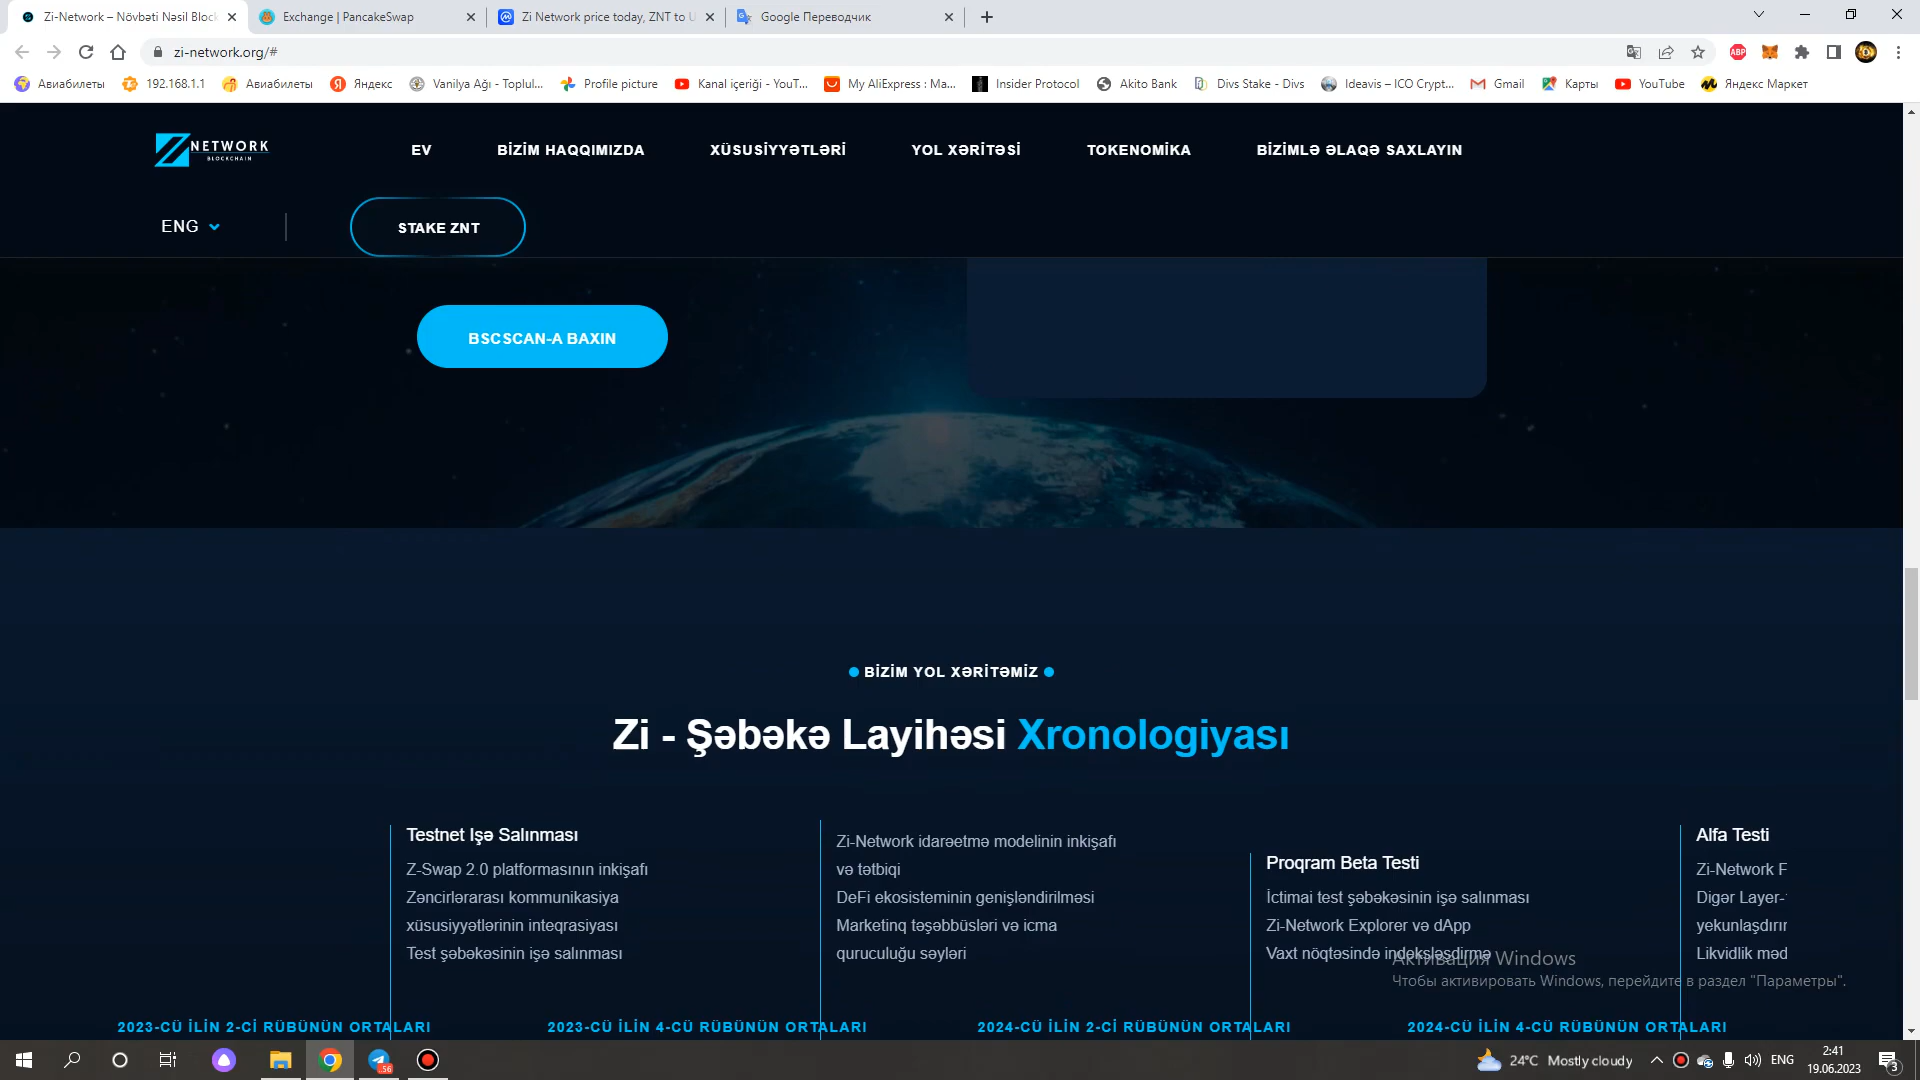 Zi-Network – Növbəti Nəsil Block
Exchange | PancakeSwap
Zi Network price today, ZNT to U
Google Переводчик
zi-network.org/#
Авиабилеты
192.168.1.1
Авиабилеты
Яндекс
Vanilya Ağı - Toplul...
Profile picture
Kanal içeriği - YouT...
My AliExpress : Ma...
Insider Protocol
Akito Bank
Divs Stake - Divs
Ideavis – ICO Crypt...
Gmail
Карты
YouTube
Яндекс Маркет
NETWORK
BLOCKCHAIN
EV
BİZİM HAQQIMIZDA
XÜSUSİYYƏTLƏRİ
YOL XƏRİTƏSİ
TOKENOMİKA
BİZİMLƏ ƏLAQƏ SAXLAYIN
ENG
STAKE ZNT
BSCSCAN-A BAXIN
BİZİM YOL XƏRİTƏMİZ
Zi - Şəbəkə Layihəsi Xronologiyası
Testnet Işə Salınması
Z-Swap 2.0 platformasının inkişafı
Zəncirlərarası kommunikasiya
xüsusiyyətlərinin inteqrasiyası
Test şəbəkəsinin işə salınması
Zi-Network idarəetmə modelinin inkişafı
və tətbiqi
DeFi ekosisteminin genişləndirilməsi
Marketinq təşəbbüsləri və icma
quruculuğu səyləri
Proqram Beta Testi
İctimai test şəbəkəsinin işə salınması
Zi-Network Explorer və dApp
Vaxt nöqtəsində indeksləşdirmə
Alfa Testi
Zi-Network F
Digər Layer-
yekunlaşdırır
Likvidlik məd
Активация Windows
Чтобы активировать Windows, перейдите в раздел "Параметры".
2023-CÜ İLİN 2-Cİ RÜBÜNÜN ORTALARI
2023-CÜ İLİN 4-CÜ RÜBÜNÜN ORTALARI
2024-CÜ İLİN 2-Cİ RÜBÜNÜN ORTALARI
2024-CÜ İLİN 4-CÜ RÜBÜNÜN ORTALARI
ABP
.56
24°C Mostly cloudy
ENG
2:41
19.06.2023
3